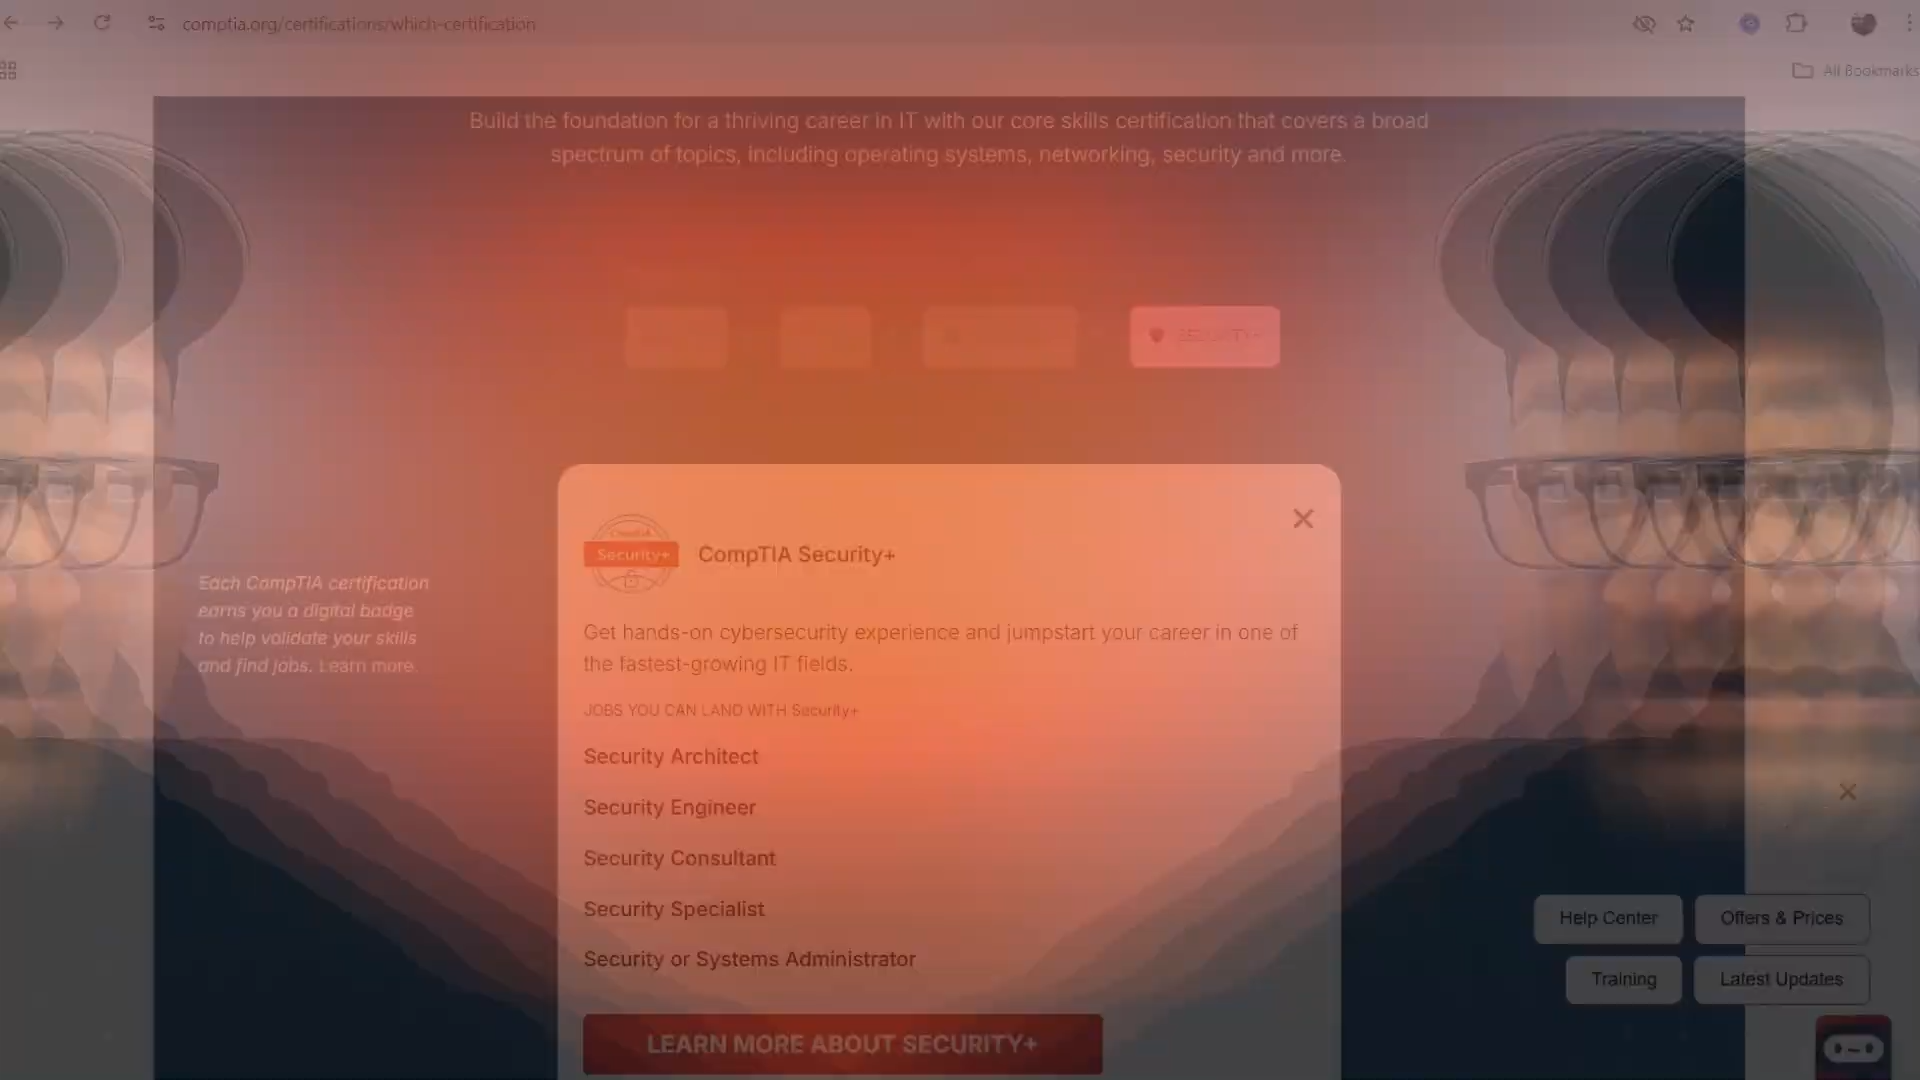 comptia.org/certifications/which-certification
All Bookmarks
Build the foundation for a thriving career in IT with our core skills certification that covers a broad
spectrum of topics, including operating systems, networking, security and more.
SECURITY+
Each CompTIA certification
earns you a digital badge
to help validate your skills
and find jobs. Learn more.
CompTIA
Security+
CompTIA Security+
Get hands-on cybersecurity experience and jumpstart your career in one of
the fastest-growing IT fields.
JOBS YOU CAN LAND WITH Security+
Security Architect
Security Engineer
Security Consultant
Security Specialist
Security or Systems Administrator
LEARN MORE ABOUT SECURITY+
Help Center
Offers & Prices
Training
Latest Updates